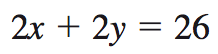 2x + 2y = 26